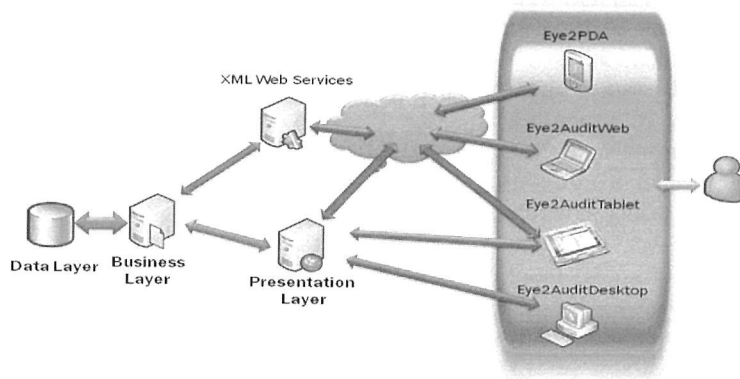 Eye2PDA
XML Web Services
Eye2AuditWeb
Eye2AuditTablet
Data Layer
Business
Layer
Presentation
Layer
Eye2AuditDesktop